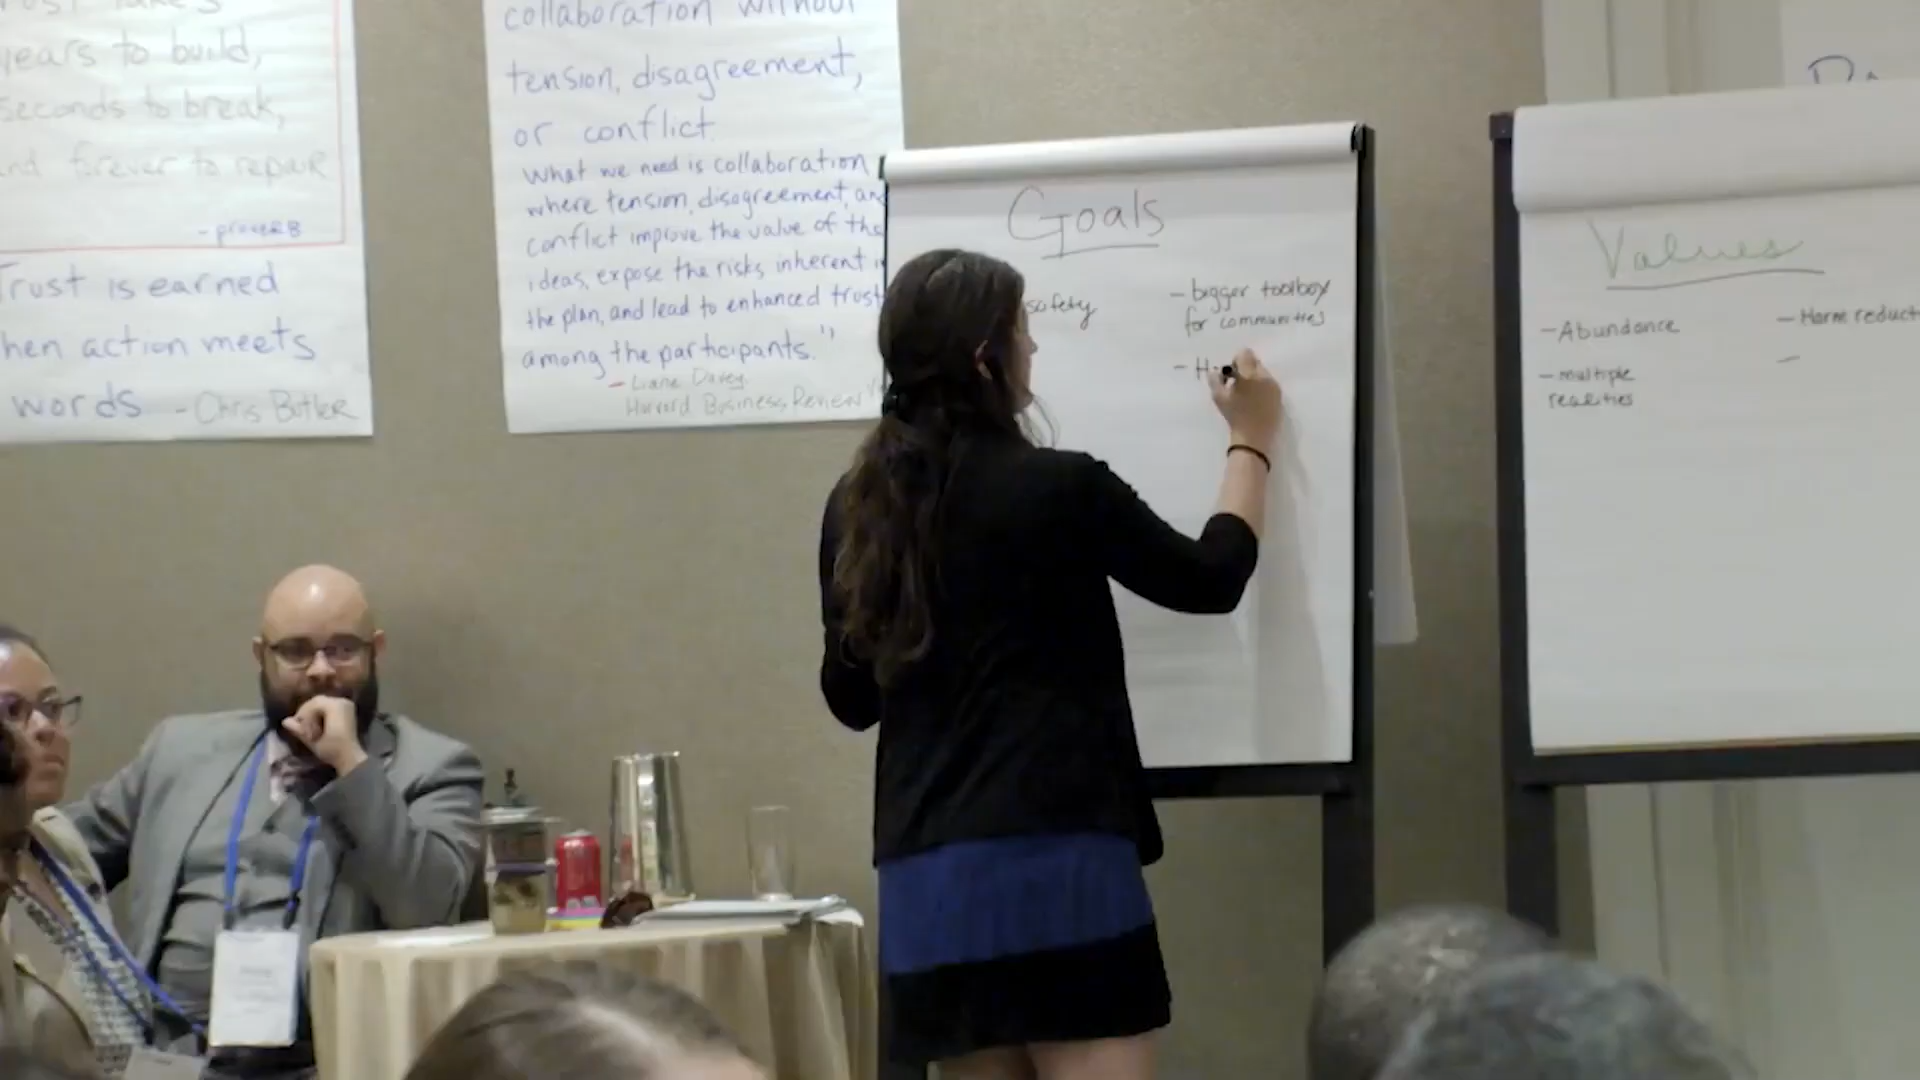 years to build,
seconds to break,
forever to repair
- proverb
Trust is earned
when action meets
words - Chris Butler
collaboration without
tension, disagreement,
or conflict.
What we need is collaboration
where tension, disagreement, and
conflict improve the value of the
ideas, expose the risks inherent in
the plan, and lead to enhanced trust
among the participants."
- Liane Davey,
Harvard Business Review
Goals
safety
- bigger toolbox
for communities
- H
Values
- Abundance
- multiple
realities
- Harm reduct
-